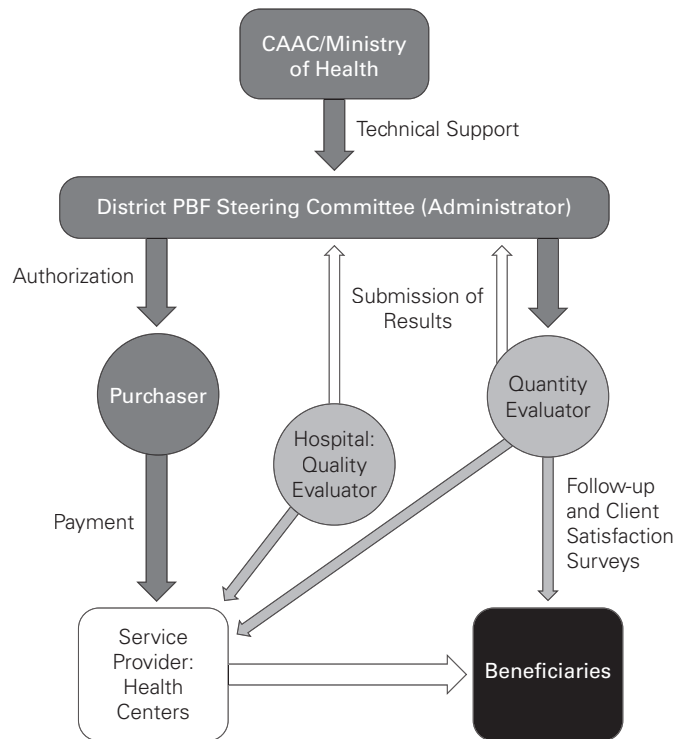 CAAC/Ministry
of Health
Technical Support
District PBF Steering Committee (Administrator)
Authorization
Submission of
Results
Purchaser
Quantity
Evaluator
Hospital:
Quality
Evaluator
Payment
Follow-up
and Client
Satisfaction
Surveys
Service
Provider:
Health
Centers
Beneficiaries